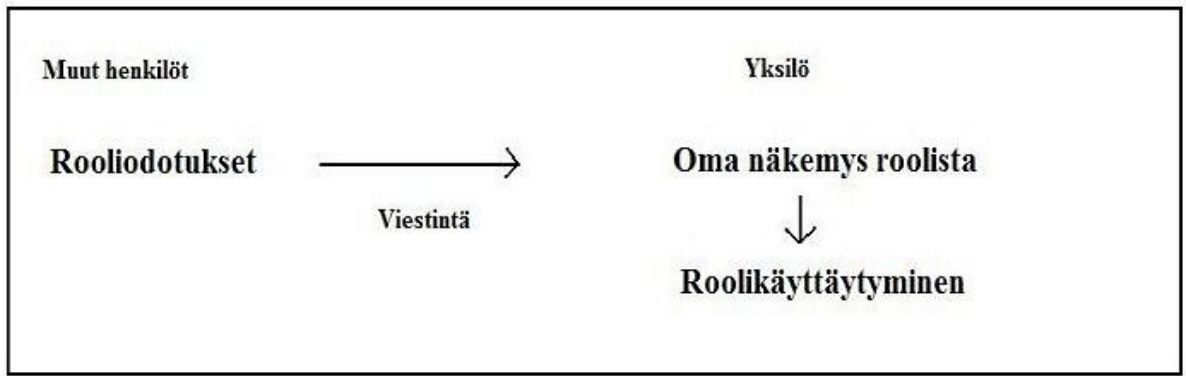 Muut henkilöt
Yksilö
Rooliodotukset
Oma näkemys roolista
Viestintä
Roolikäyttäytyminen